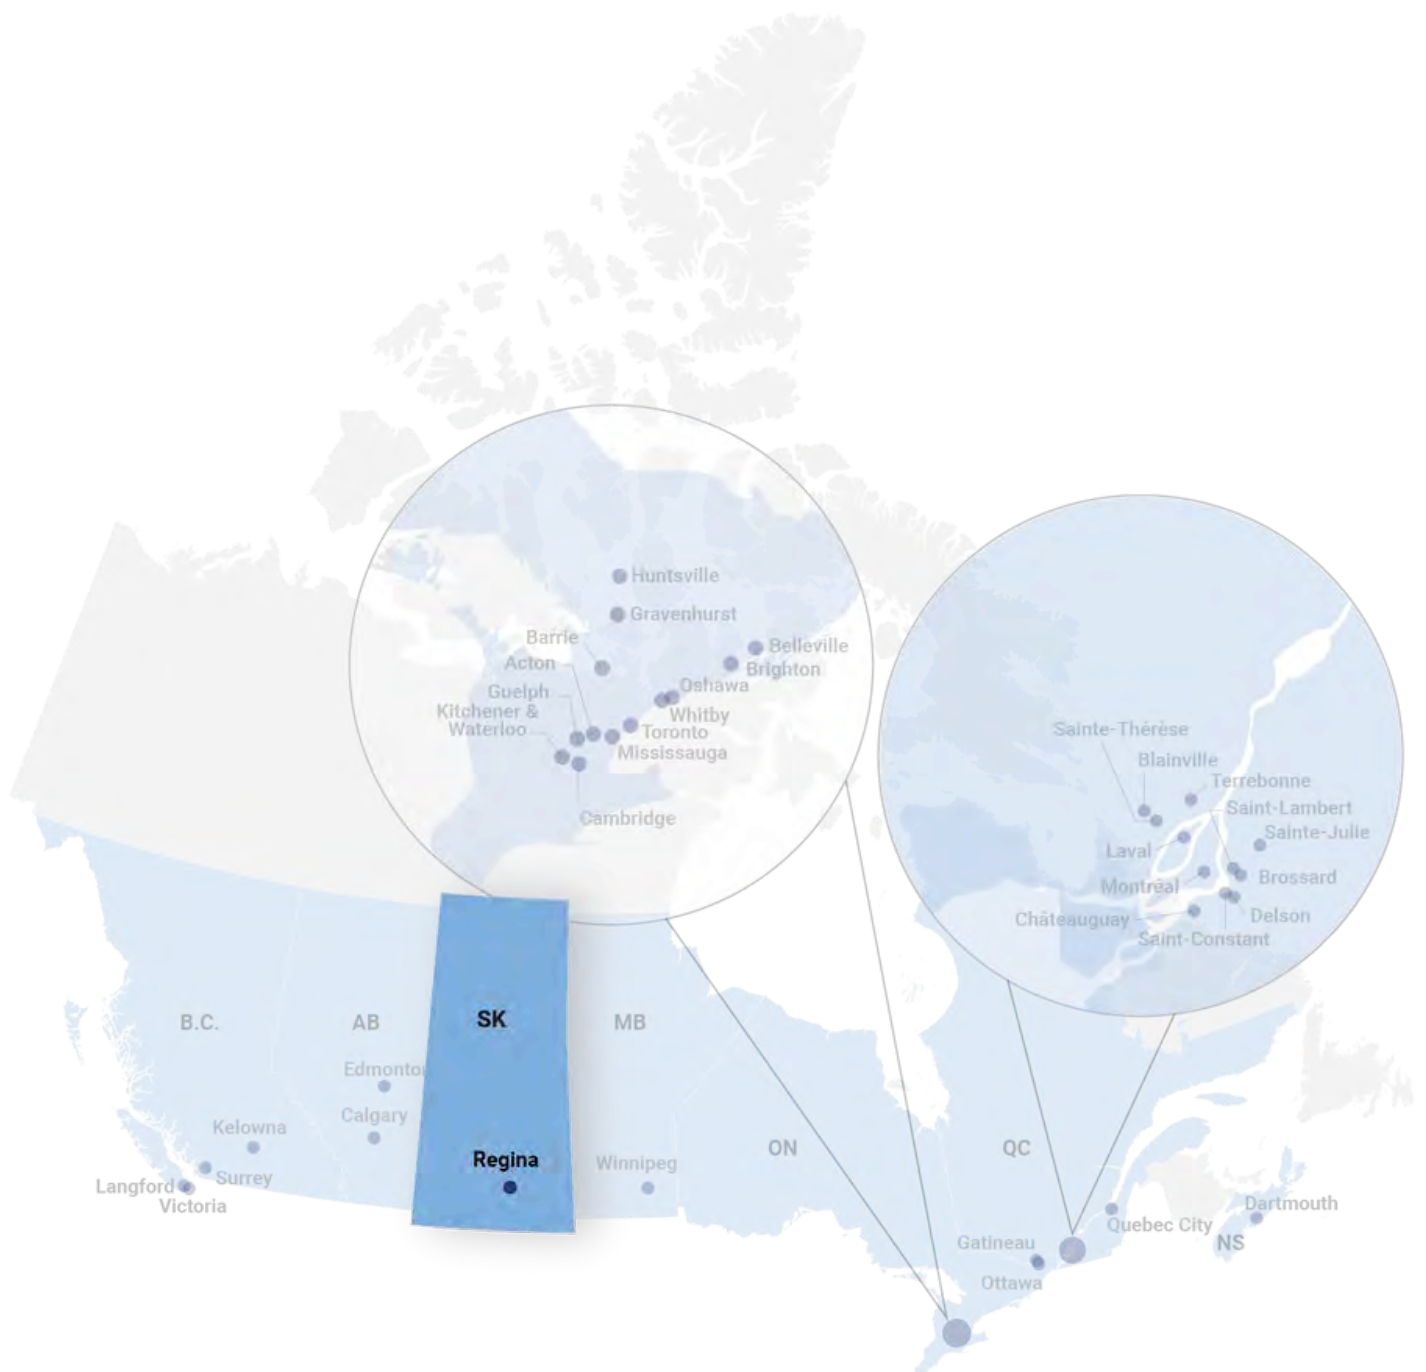 Huntsville
Gravenhurst
Barrie
Belleville
Acton
Brighton
Oshawa
Guelph
Kitchener &
Waterloo
Whitby
Toronto
Mississauga
Cambridge
Sainte-Thérèse
Blainville
Terrebonne
Saint-Lambert
Sainte-Julie
Laval
Brossard
Montréal
Châteauguay
Delson
Saint-Constant
B.C.
AB
SK
MB
Edmonton
Calgary
Kelowna
ON
QC
Regina
Winnipeg
Surrey
Langford
Victoria
Dartmouth
Quebec City
NS
Gatineau
Ottawa